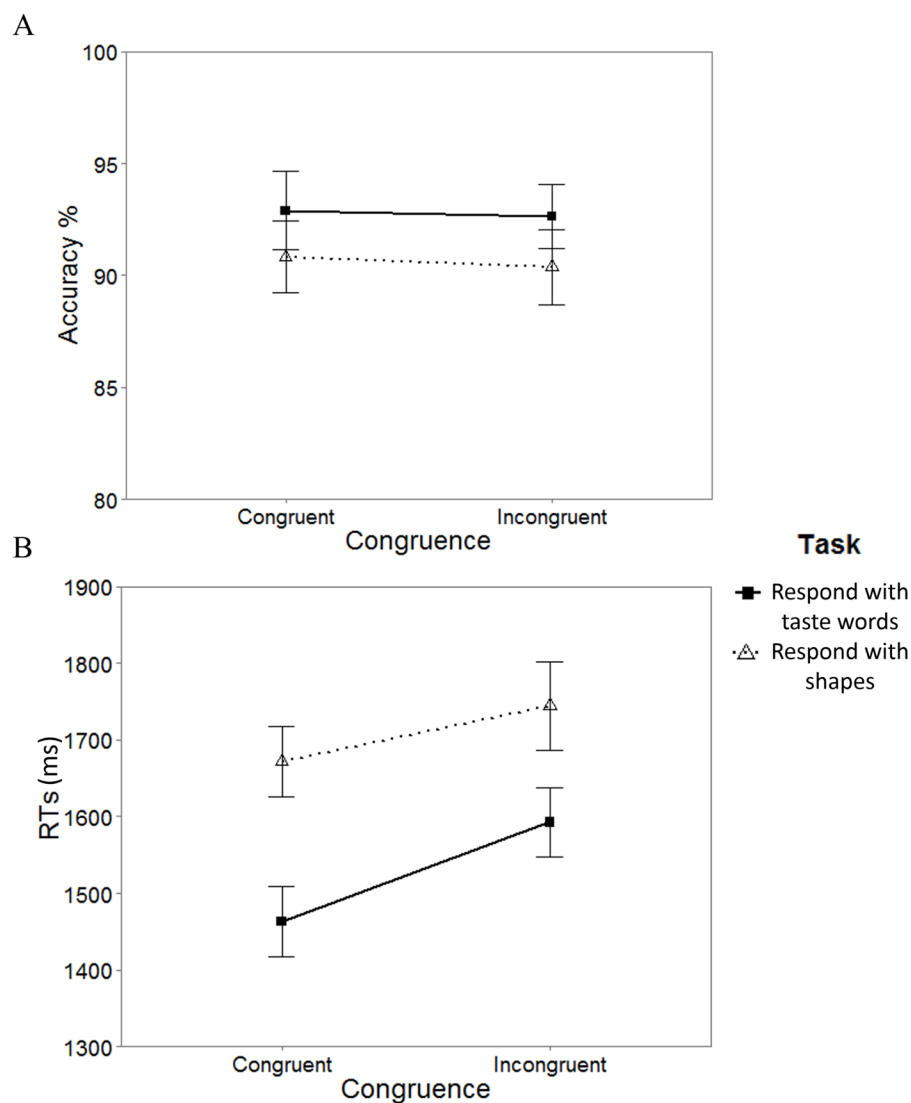 A
100
95
90
85
80
Accuracy %
Congruent Incongruent
Congruence
B
1900
1800
1700
1600
1500
1400
1300
RTs (ms)
Congruent Incongruent
Congruence
Task
Respond with
taste words
Respond with
shapes